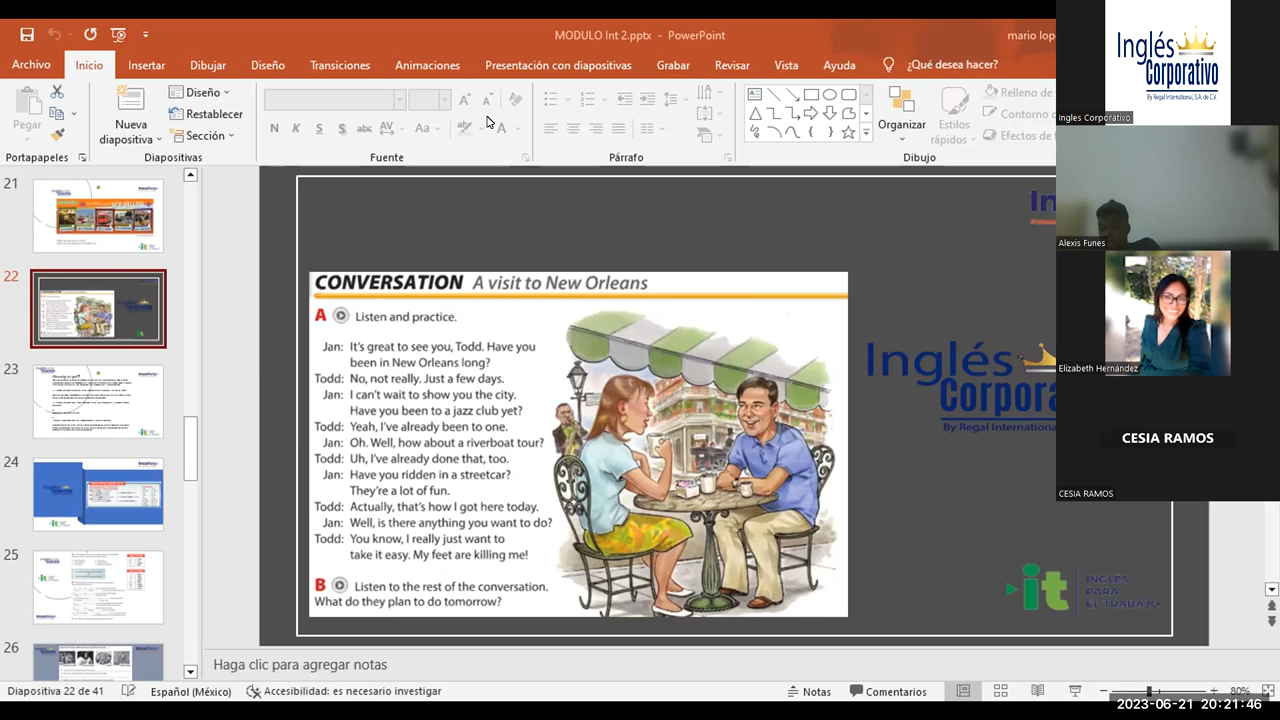 MODULO Int 2.pptx - PowerPoint
mario lop
Archivo Inicio Insertar Dibujar Diseño Transiciones Animaciones Presentación con diapositivas Grabar Revisar Vista Ayuda ¿Qué desea hacer?
Pegar
Portapapeles
Nueva diapositiva
Diseño
Restablecer
Sección
Diapositivas
N K S S abc AV Aa A
Fuente
Párrafo
Organizar
Estilos rápidos
Relleno de
Contorno
Efectos de
Dibujo
21
22
23
24
25
26
CONVERSATION A visit to New Orleans
A Listen and practice.
Jan: It's great to see you, Todd. Have you
been in New Orleans long?
Todd: No, not really. Just a few days.
Jan: I can't wait to show you the city.
Have you been to a jazz club yet?
Todd: Yeah, I've already been to one.
Jan: Oh. Well, how about a riverboat tour?
Todd: Uh, I've already done that, too.
Jan: Have you ridden in a streetcar?
They're a lot of fun.
Todd: Actually, that's how I got here today.
Jan: Well, is there anything you want to do?
Todd: You know, I really just want to
take it easy. My feet are killing me!
B Listen to the rest of the conversation.
What do they plan to do tomorrow?
In
Inglés
By Regal Internationa
it
INGLÉS
PARA
EL TRABAJO
Inglés
Corporativo
By Regal International, S.A. de C.V.
Ingles Corporativo
Alexis Funes
Elizabeth Hernández
CESIA RAMOS
CESIA RAMOS
Haga clic para agregar notas
Diapositiva 22 de 41 Español (México) Accesibilidad: es necesario investigar Notas Comentarios 80%
2023-06-21 20:21:46